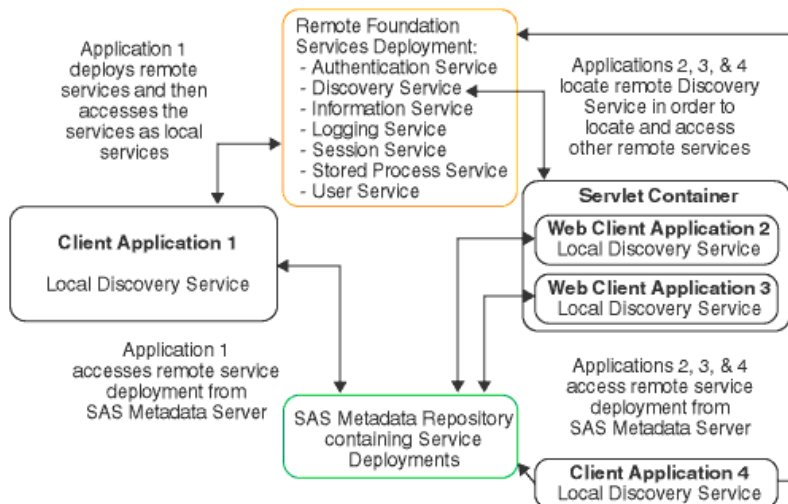 Application 1
deploys remote
services and then
accesses the
services as local
services
Remote Foundation
Services Deployment:
- Authentication Service
- Discovery Service
- Information Service
- Logging Service
- Session Service
- Stored Process Service
- User Service
Applications 2, 3, & 4
locate remote Discovery
Service in order to
locate and access
other remote services
Client Application 1
Local Discovery Service
Servlet Container
Web Client Application 2
Local Discovery Service
Web Client Application 3
Local Discovery Service
Application 1
accesses remote service
deployment from
SAS Metadata Server
SAS Metadata Repository
containing Service
Deployments
Applications 2, 3, & 4
access remote service
deployment from
SAS Metadata Server
Client Application 4
Local Discovery Service